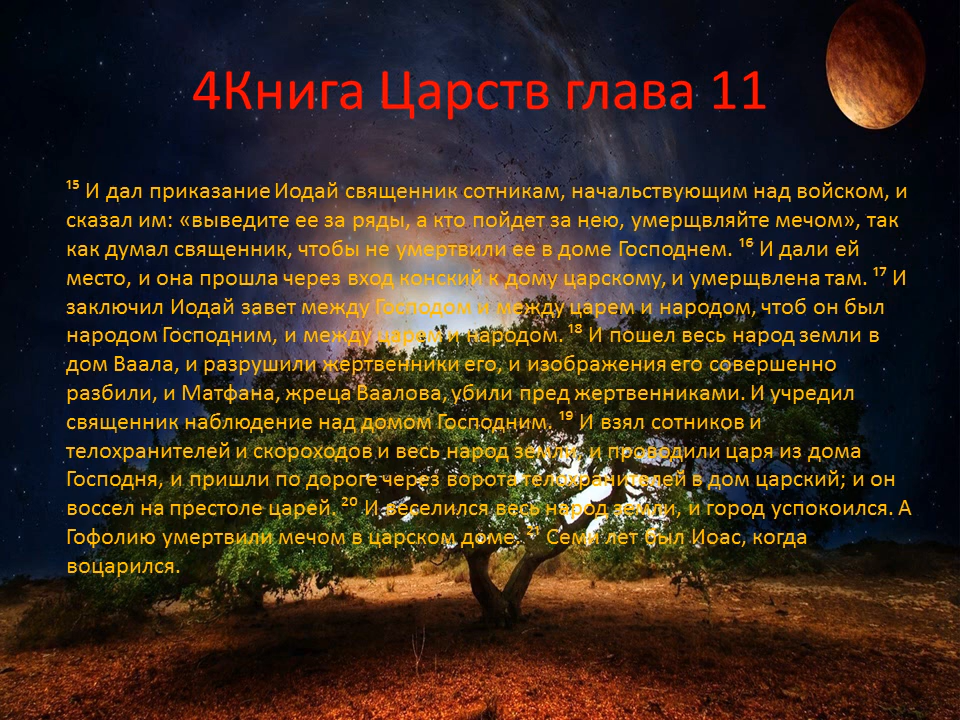 4Книга Царств глава 11
¹⁵ И дал приказание Иодай священник сотникам, начальствующим над войском, и
сказал им: «выведите ее за ряды, а кто пойдет за нею, умерщвляйте мечом», так
как думал священник, чтобы не умертвили ее в доме Господнем. ¹⁶ И дали ей
место, и она прошла через вход конский к дому царскому, и умерщвлена там. ¹⁷ И
заключил Иодай завет между Господом и между царем и народом, чтоб он был
народом Господним, и между царем и народом. ¹⁸ И пошел весь народ земли в
дом Ваала, и разрушили жертвенники его, и изображения его совершенно
разбили, и Матфана, жреца Ваалова, убили пред жертвенниками. И учредил
священник наблюдение над домом Господним. ¹⁹ И взял сотников и
телохранителей и скороходов и весь народ земли, и проводили царя из дома
Господня, и пришли по дороге через ворота телохранителей в дом царский; и он
воссел на престоле царей. ²⁰ И веселился весь народ земли, и город успокоился. А
Гофолию умертвили мечом в царском доме. ²¹ Семи лет был Иоас, когда
воцарился.